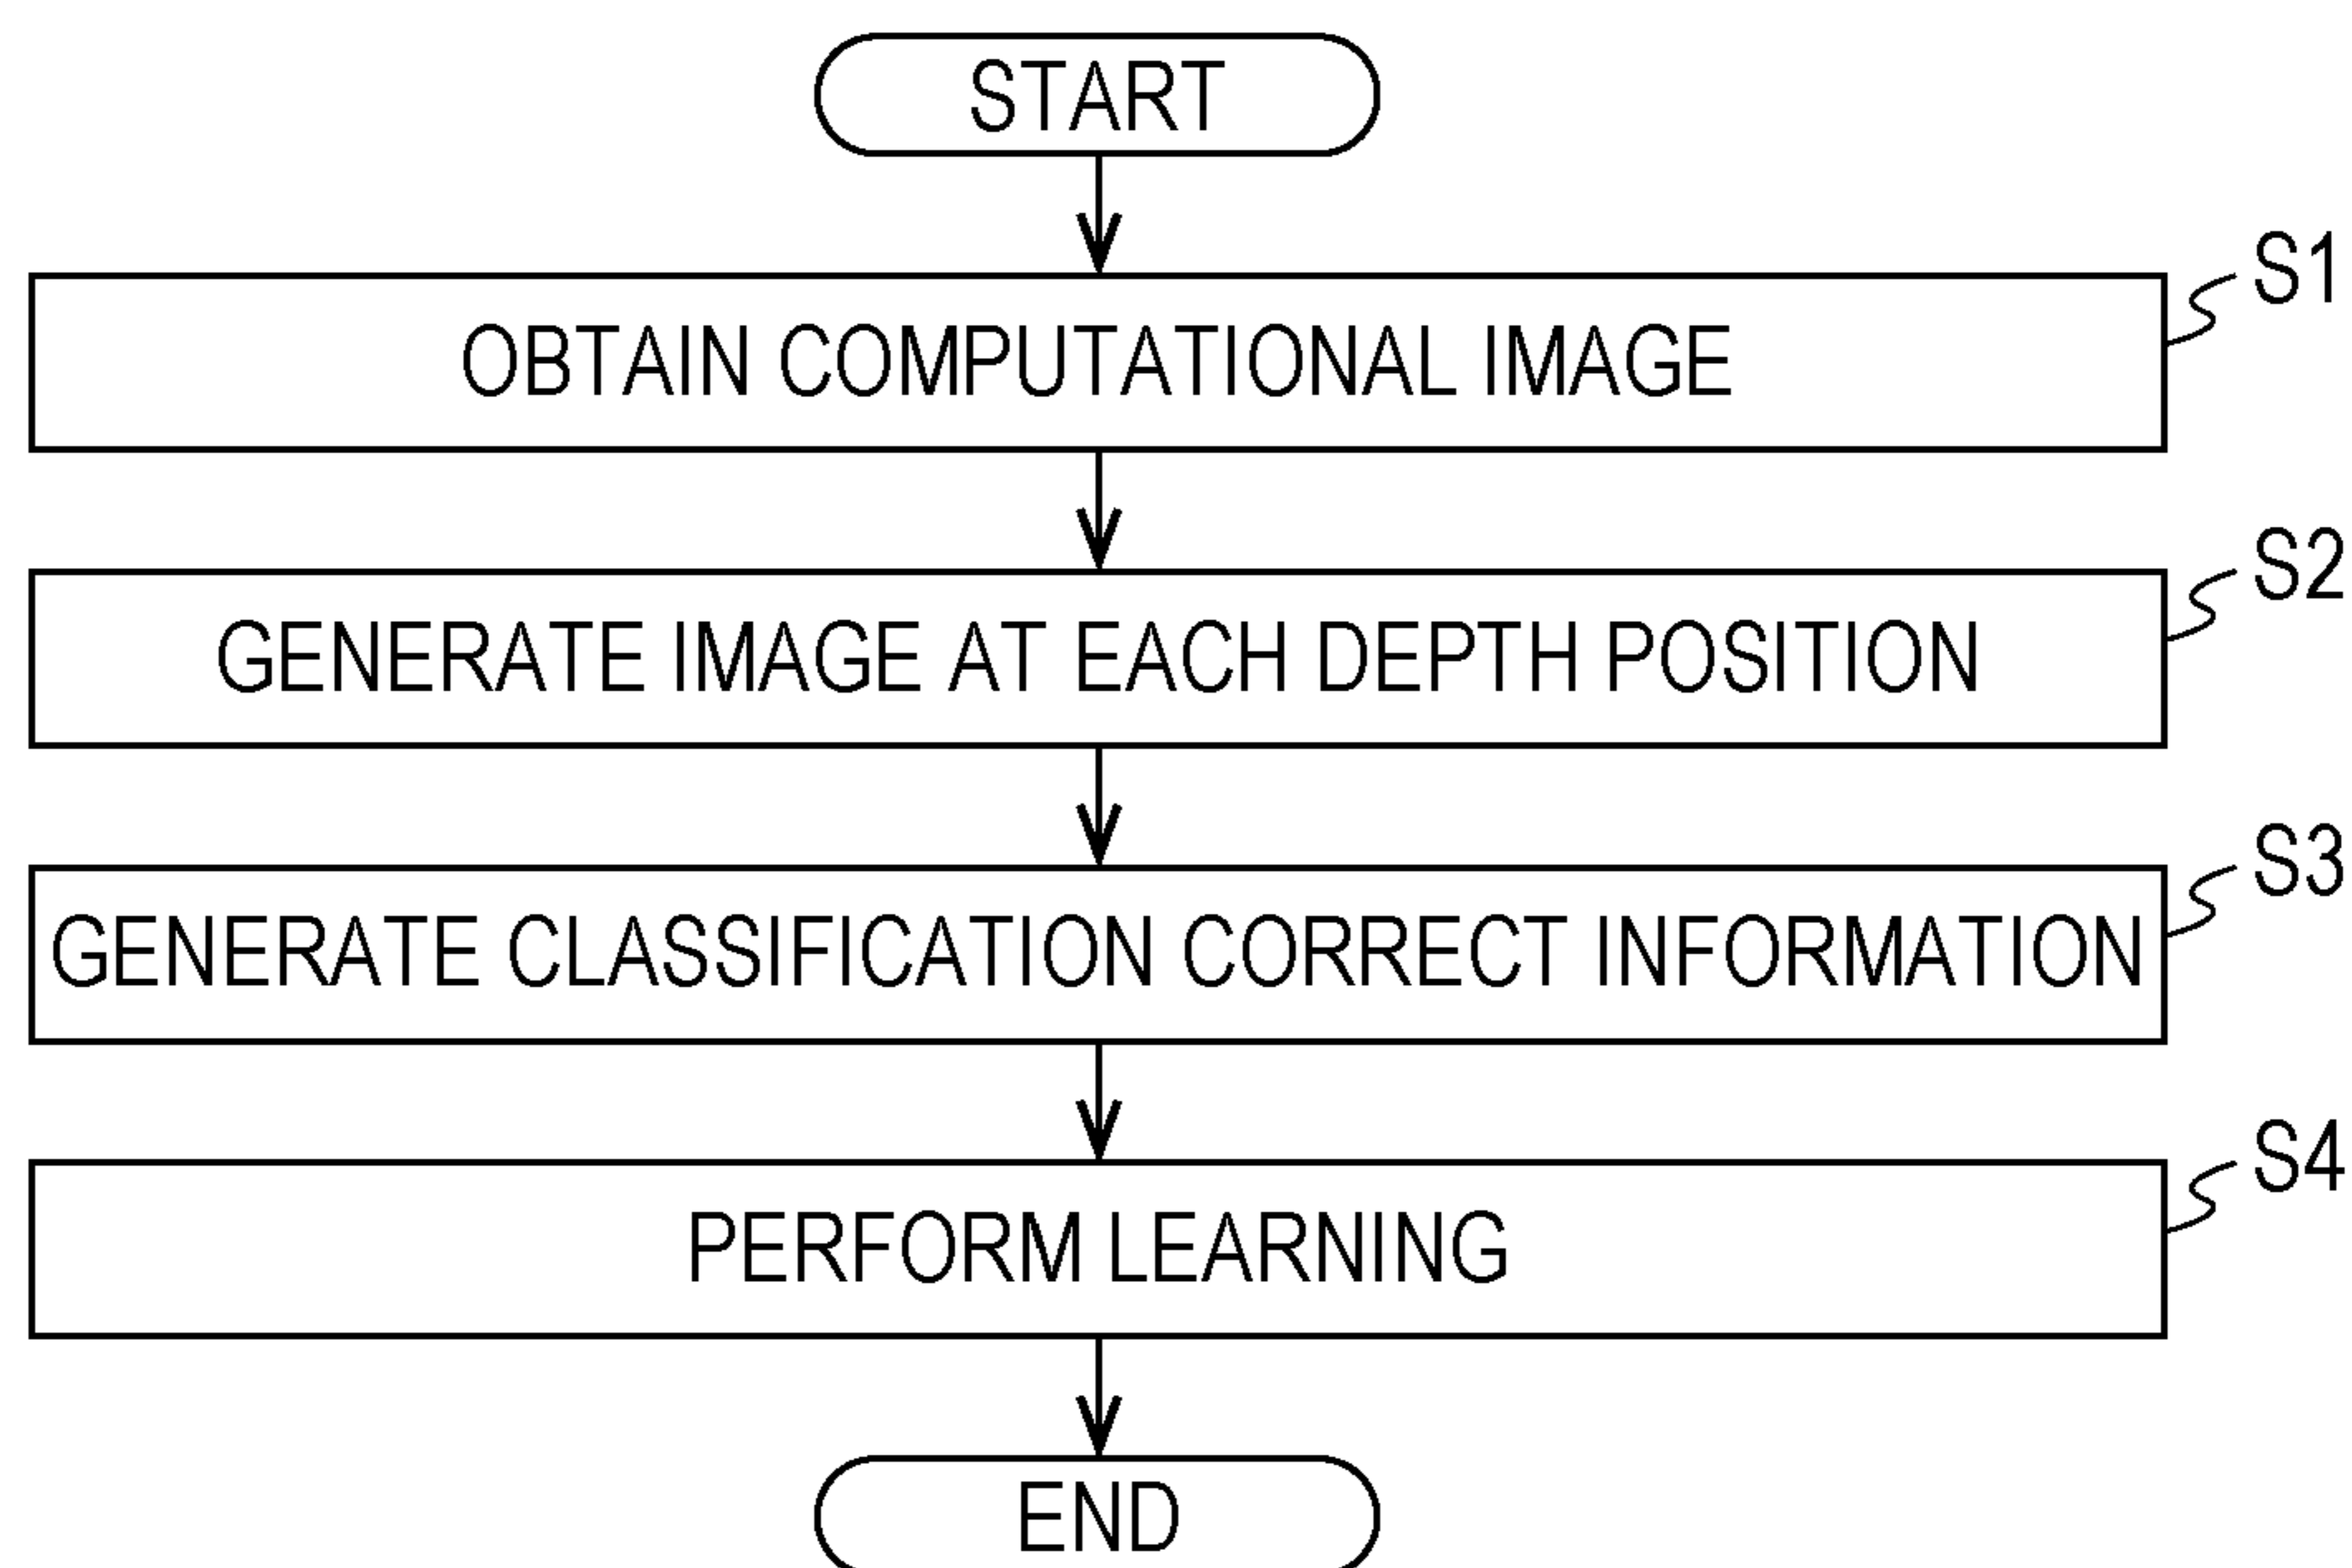 START
S1
OBTAIN COMPUTATIONAL IMAGE
S2
GENERATE IMAGE AT EACH DEPTH POSITION
S3
GENERATE CLASSIFICATION CORRECT INFORMATION
S4
PERFORM LEARNING
END